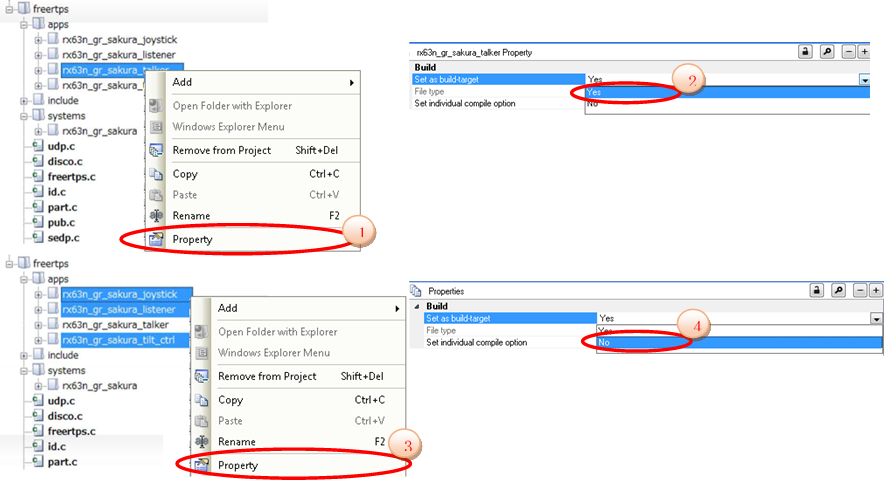 freertps
apps
rx63n_gr_sakura_joystick
rx63n_gr_sakura_listener
rx63n_gr_sakura_talker
rx63n_gr_sakura_t
include
systems
rx63n_gr_sakura
udp.c
disco.c
freertps.c
id.c
part.c
pub.c
sedp.c
Add
Open Folder with Explorer
Windows Explorer Menu
Remove from Project Shift+Del
Copy Ctrl+C
Paste Ctrl+V
Rename F2
Property
1
rx63n_gr_sakura_talker Property
Build
Set as build-target Yes
File type Yes
Set individual compile option No
2
freertps
apps
rx63n_gr_sakura_joystick
rx63n_gr_sakura_listener
rx63n_gr_sakura_talker
rx63n_gr_sakura_tilt_ctrl
include
systems
rx63n_gr_sakura
udp.c
disco.c
freertps.c
id.c
part.c
Add
Open Folder with Explorer
Windows Explorer Menu
Remove from Project Shift+Del
Copy Ctrl+C
Paste Ctrl+V
Rename F2
Property
3
Properties
Build
Set as build-target Yes
File type Yes
Set individual compile option No
4